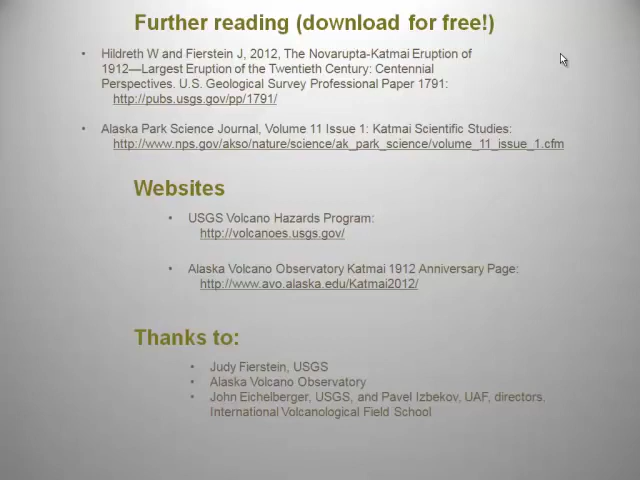 Further reading (download for free!)
• Hildreth W and Fierstein J, 2012, The Novarupta-Katmai Eruption of
1912—Largest Eruption of the Twentieth Century: Centennial
Perspectives. U.S. Geological Survey Professional Paper 1791:
http://pubs.usgs.gov/pp/1791/
• Alaska Park Science Journal, Volume 11 Issue 1: Katmai Scientific Studies:
http://www.nps.gov/akso/nature/science/ak_park_science/volume_11_issue_1.cfm
Websites
• USGS Volcano Hazards Program:
http://volcanoes.usgs.gov/
• Alaska Volcano Observatory Katmai 1912 Anniversary Page:
http://www.avo.alaska.edu/Katmai2012/
Thanks to:
• Judy Fierstein, USGS
• Alaska Volcano Observatory
• John Eichelberger, USGS, and Pavel Izbekov, UAF, directors,
International Volcanological Field School